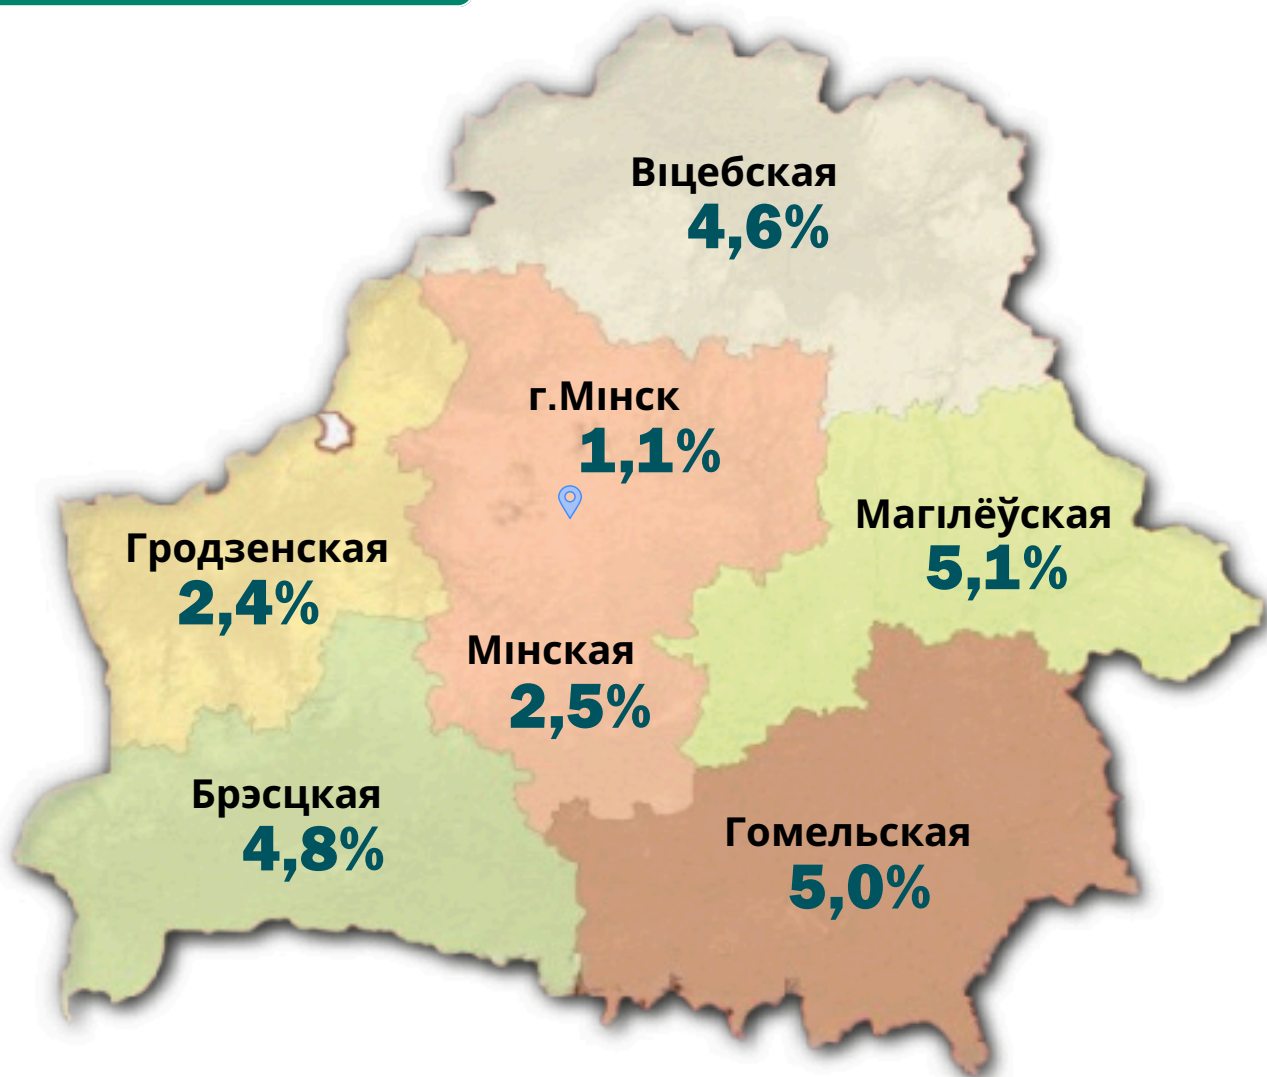 Віцебская
4,6%
г.Мінск
1,1%
Магілёўская
5,1%
Гродзенская
2,4%
Мінская
2,5%
Брэсцкая
4,8%
Гомельская
5,0%